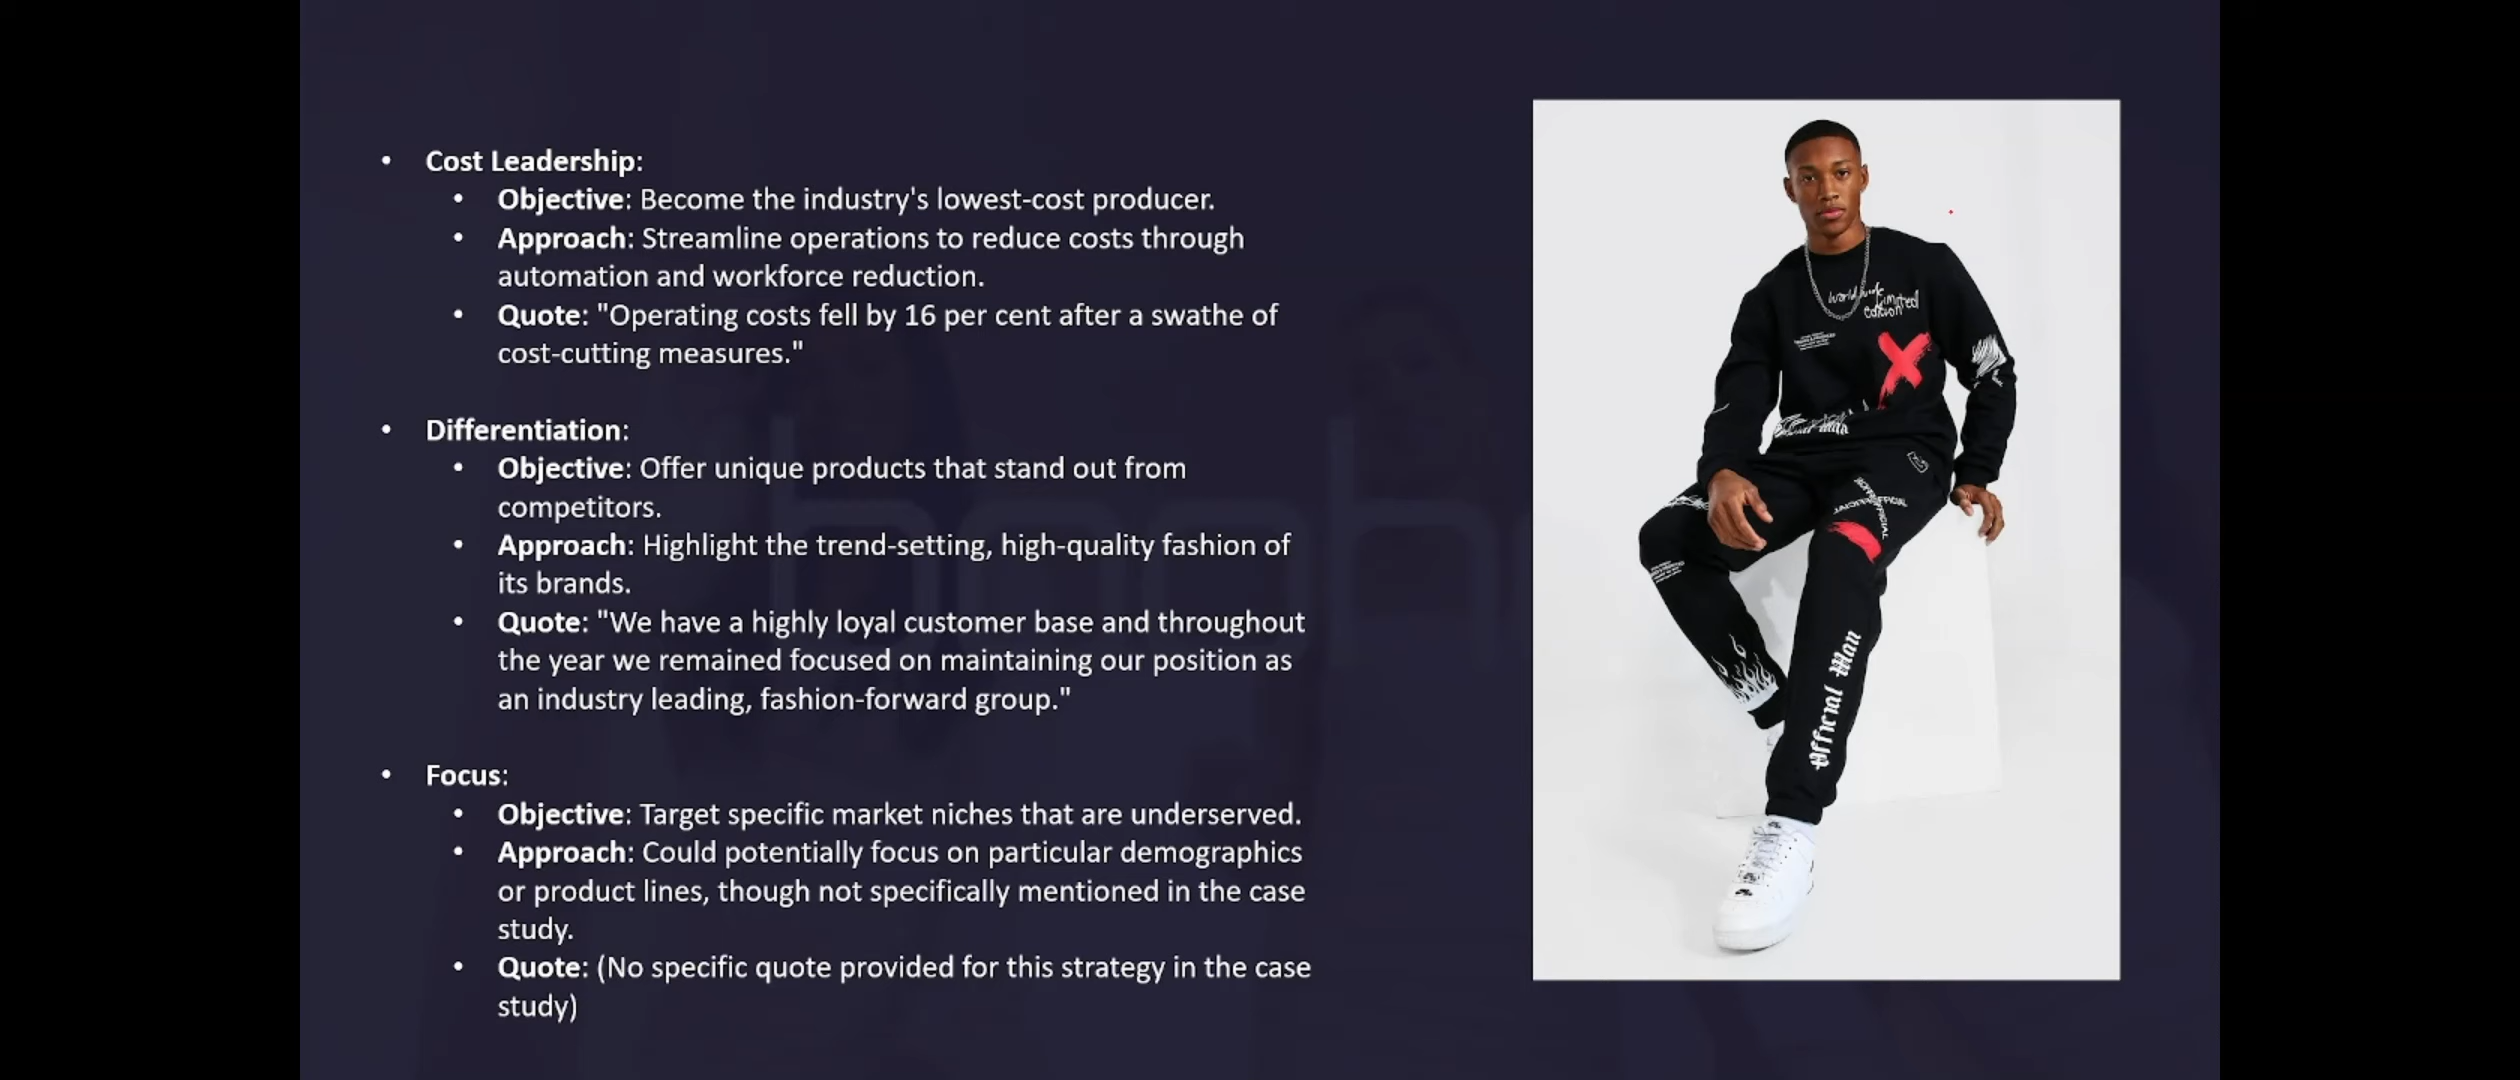 • Cost Leadership:
• Objective: Become the industry's lowest-cost producer.
• Approach: Streamline operations to reduce costs through
automation and workforce reduction.
• Quote: "Operating costs fell by 16 per cent after a swathe of
cost-cutting measures."
• Differentiation:
• Objective: Offer unique products that stand out from
competitors.
• Approach: Highlight the trend-setting, high-quality fashion of
its brands.
• Quote: "We have a highly loyal customer base and throughout
the year we remained focused on maintaining our position as
an industry leading, fashion-forward group."
• Focus:
• Objective: Target specific market niches that are underserved.
• Approach: Could potentially focus on particular demographics
or product lines, though not specifically mentioned in the case
study.
• Quote: (No specific quote provided for this strategy in the case
study)
worldwide
limited
edition
X
OFFICIAL
Official Man